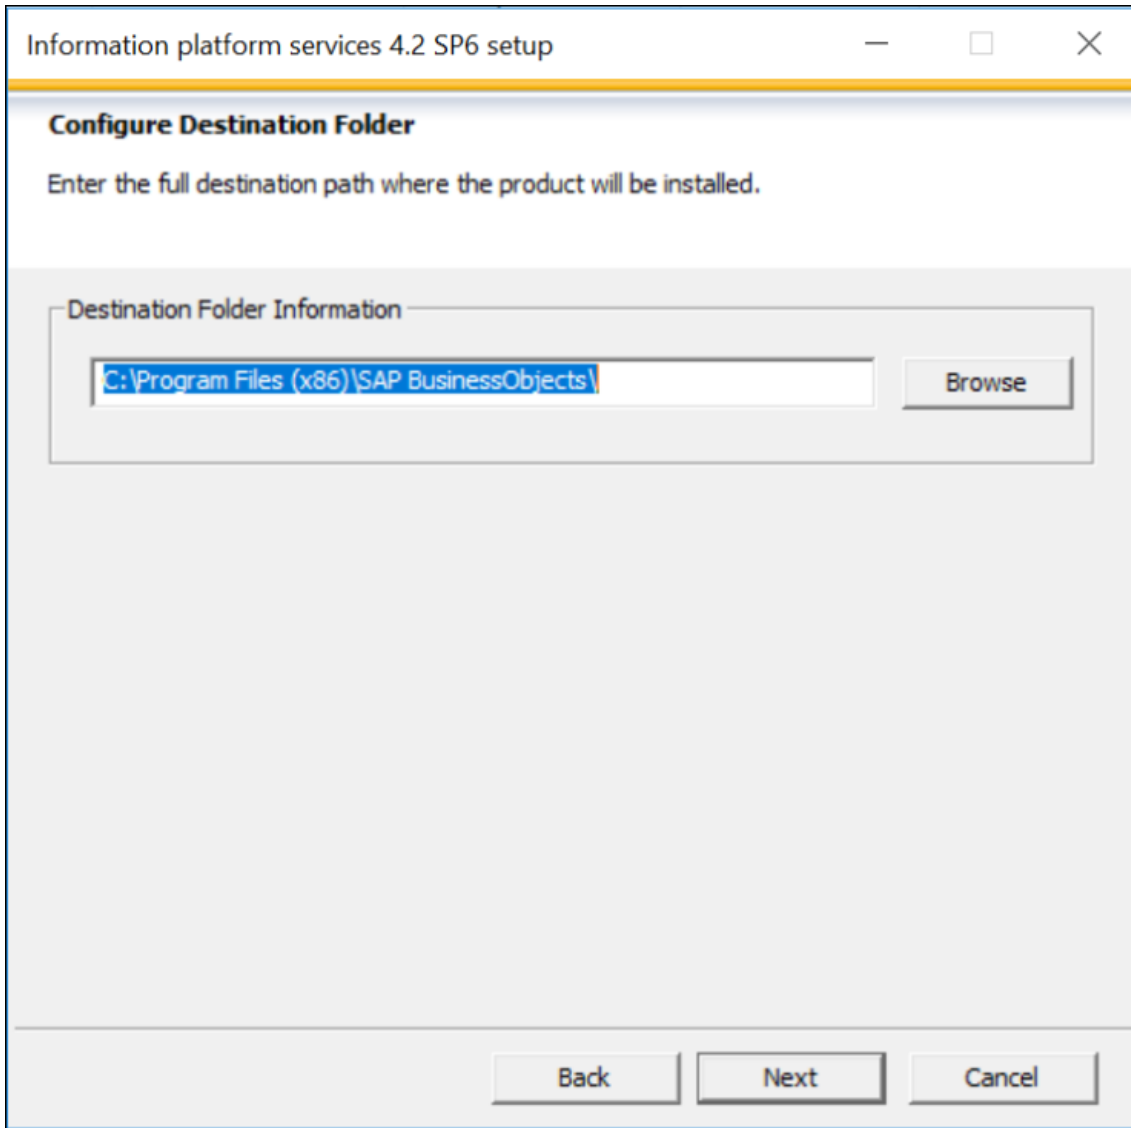 Information platform services 4.2 SP6 setup
Configure Destination Folder
Enter the full destination path where the product will be installed.
Destination Folder Information
C:\Program Files (x86)\SAP BusinessObjects\
Browse
Back
Next
Cancel